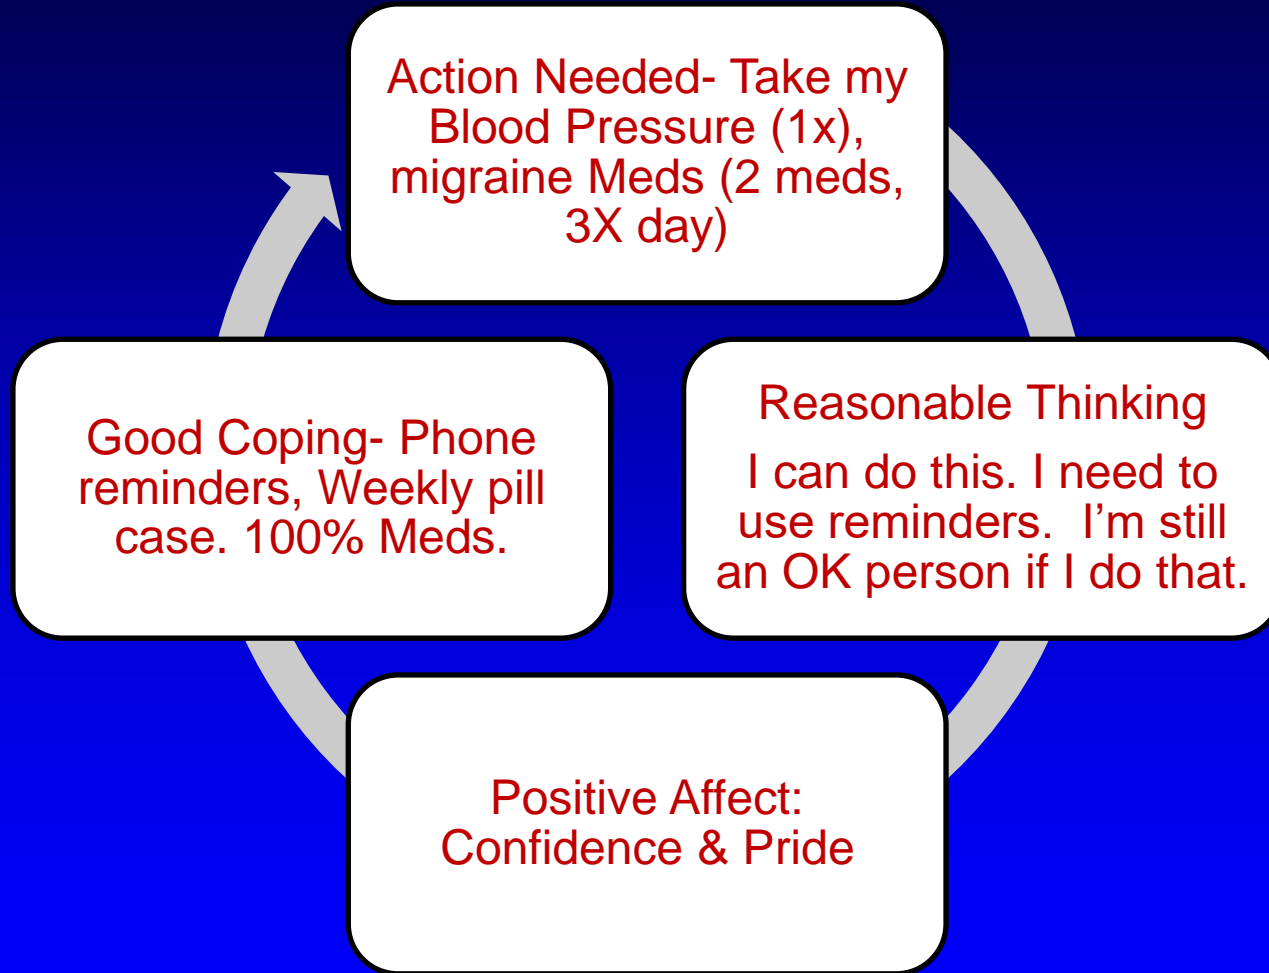 Action Needed- Take my
Blood Pressure (1x),
migraine Meds (2 meds,
3X day)
Reasonable Thinking
I can do this. I need to
use reminders.  I’m still
an OK person if I do that.
Positive Affect:
Confidence & Pride
Good Coping- Phone
reminders, Weekly pill
case. 100% Meds.